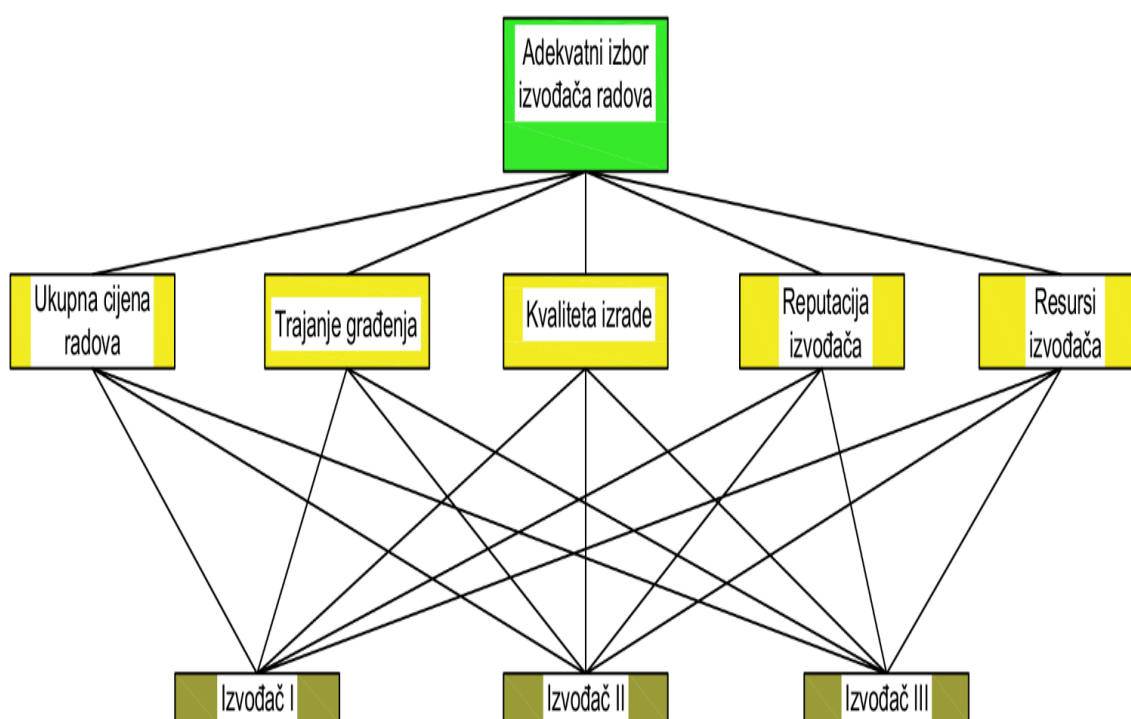 Adekvatni izbor
izvođača radova
Ukupna cijena
radova
Trajanje građenja
Kvaliteta izrade
Reputacija
izvođača
Resursi
izvođača
Izvođač I
Izvođač II
Izvođač III